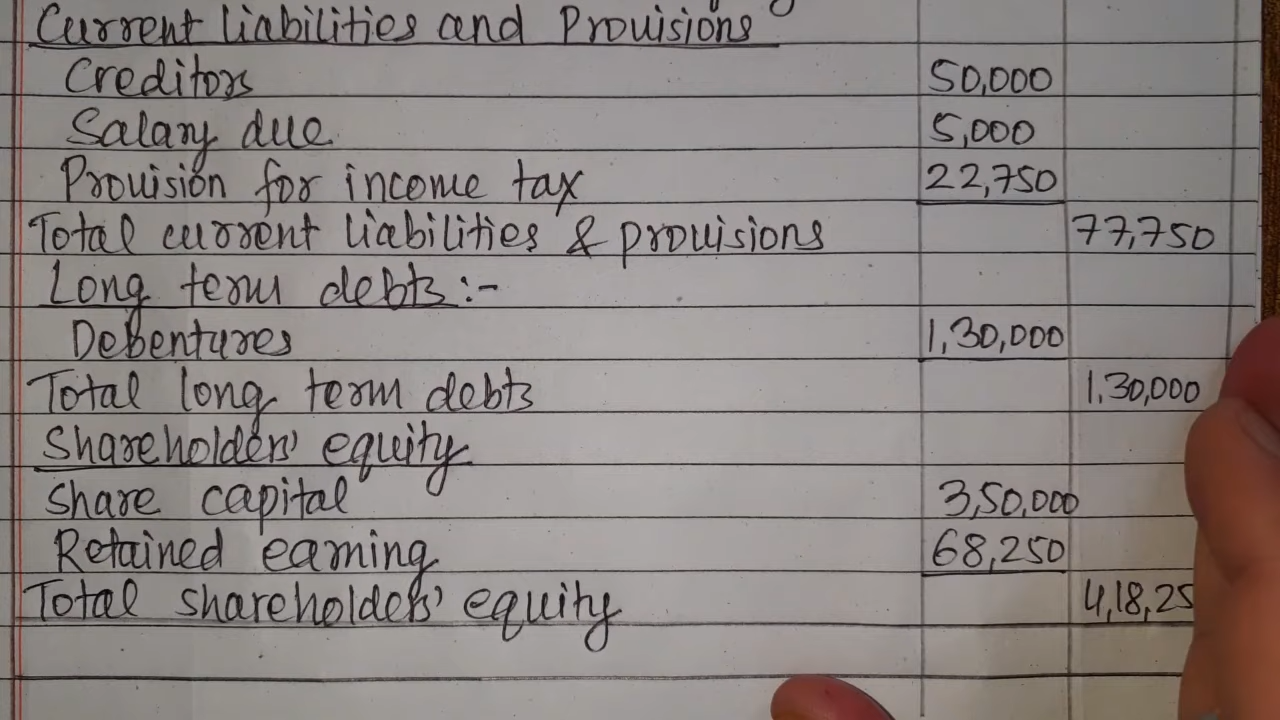 Current liabilities and Provisions
Creditors 50,000
Salary due 5,000
Provision for income tax 22,750
Total current liabilities & provisions 77,750
Long term debts:-
Debentures 1,30,000
Total long term debts 1,30,000
Shareholders' equity
Share capital 3,50,000
Retained earning 68,250
Total shareholders' equity 4,18,25